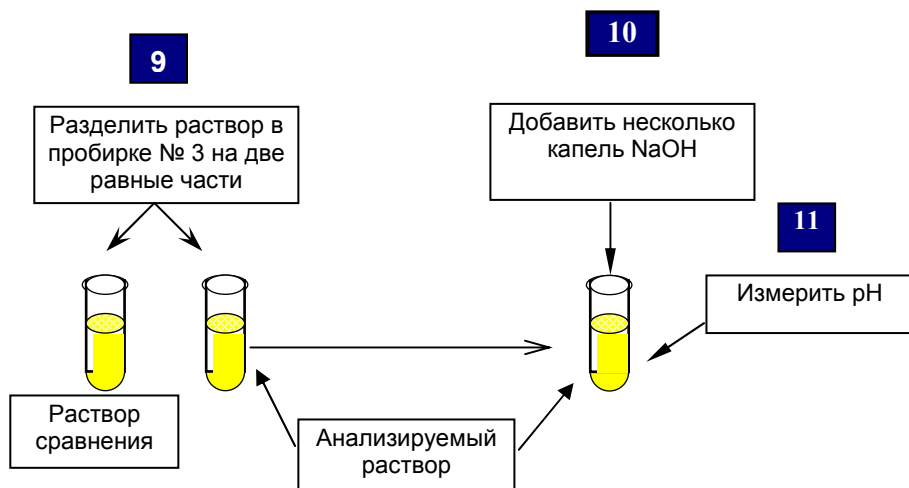 9
Разделить раствор в
пробирке № 3 на две
равные части
10
Добавить несколько
капель NaOH
11
Измерить pH
Раствор
сравнения
Анализируемый
раствор